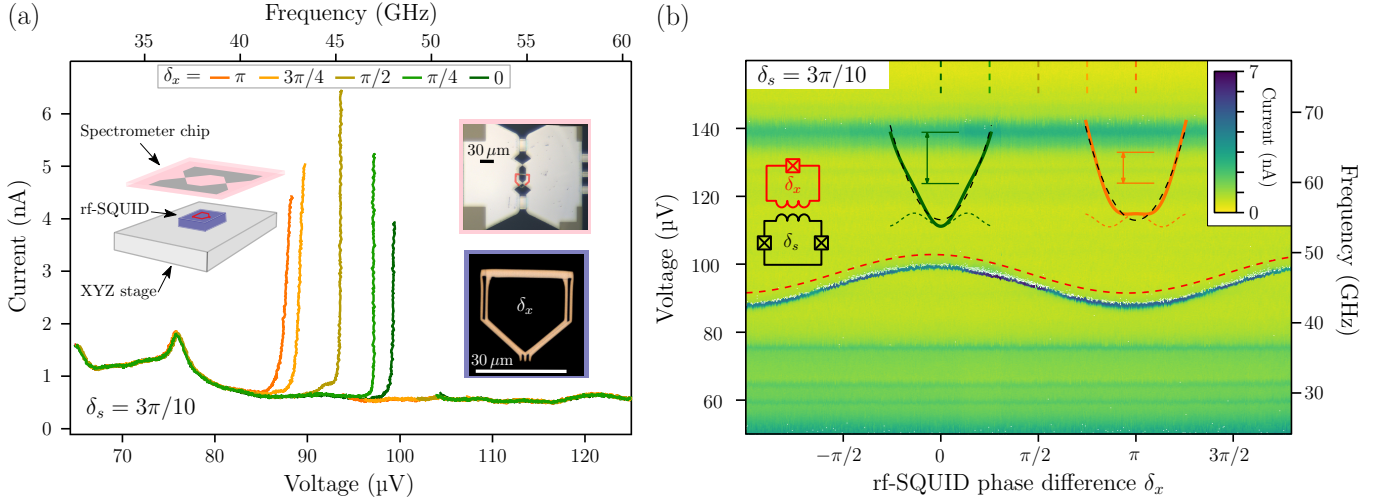 (a)
Frequency (GHz)
35 40 45 50 55 60
δx = π 3π/4 π/2 π/4 0
Current (nA)
6
5
4
3
2
1
0
Spectrometer chip
rf-SQUID
XYZ stage
30 μm
δx
30 μm
δs = 3π/10
70 80 90 100 110 120
Voltage (µV)
(b)
δs = 3π/10
7
0
Current (nA)
Voltage (µV)
140
120
100
80
60
δx
δs
70
60
50
40
30
Frequency (GHz)
−π/2 0 π/2 π 3π/2
rf-SQUID phase difference δx